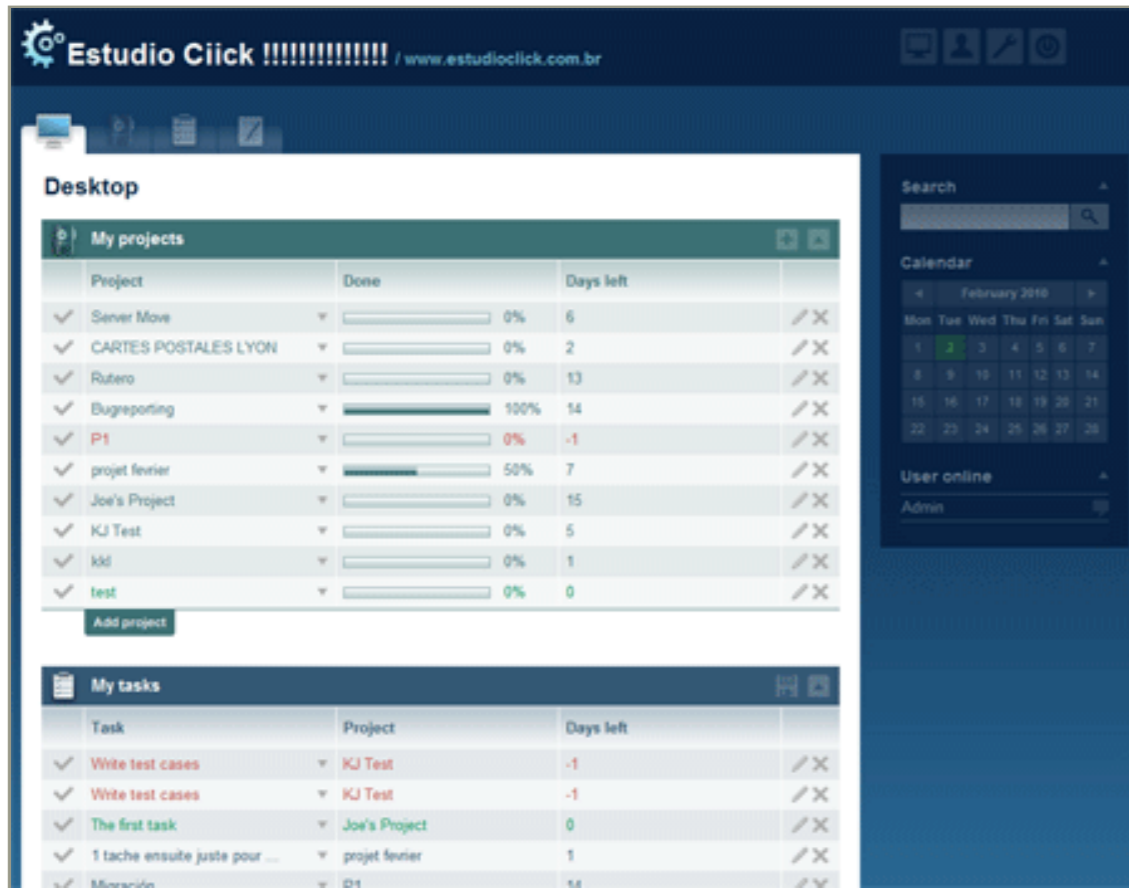 Estudio Ciick !!!!!!!!!!!!!! / www.estudioclick.com.br
Desktop
My projects
Project Done Days left
Server Move 0% 6
CARTES POSTALES LYON 0% 2
Rutero 0% 13
Bugreporting 100% 14
P1 0% -1
projet fevrier 50% 7
Joe's Project 0% 15
KJ Test 0% 5
kkl 0% 1
test 0% 0
Add project
My tasks
Task Project Days left
Write test cases KJ Test -1
Write test cases KJ Test -1
The first task Joe's Project 0
1 tache ensuite juste pour ... projet fevrier 1
Migración P1 14
Search
Calendar
February 2010
Mon Tue Wed Thu Fri Sat Sun
1 2 3 4 5 6 7
8 9 10 11 12 13 14
15 16 17 18 19 20 21
22 23 24 25 26 27 28
User online
Admin